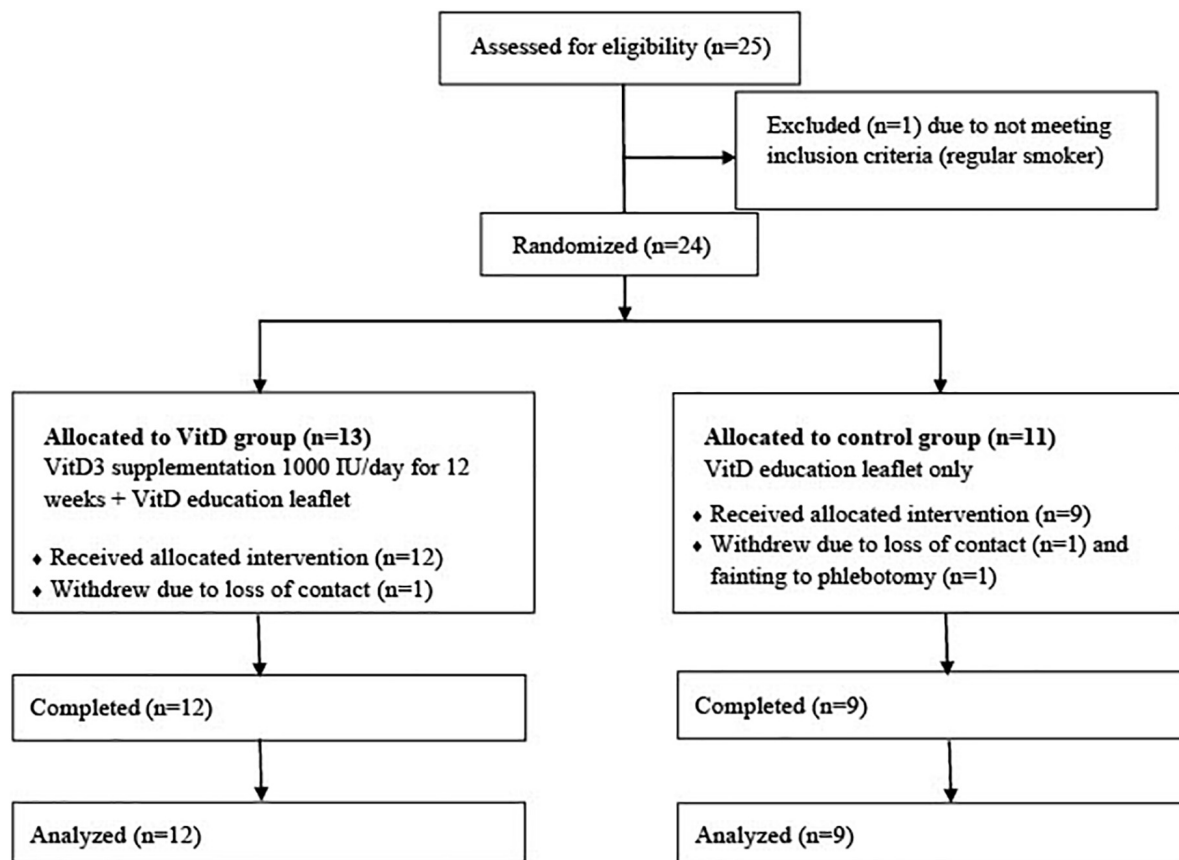 Assessed for eligibility (n=25)
Excluded (n=1) due to not meeting
inclusion criteria (regular smoker)
Randomized (n=24)
Allocated to VitD group (n=13)
VitD3 supplementation 1000 IU/day for 12
weeks + VitD education leaflet
♦ Received allocated intervention (n=12)
♦ Withdrew due to loss of contact (n=1)
Allocated to control group (n=11)
VitD education leaflet only
♦ Received allocated intervention (n=9)
♦ Withdrew due to loss of contact (n=1) and
fainting to phlebotomy (n=1)
Completed (n=12)
Completed (n=9)
Analyzed (n=12)
Analyzed (n=9)